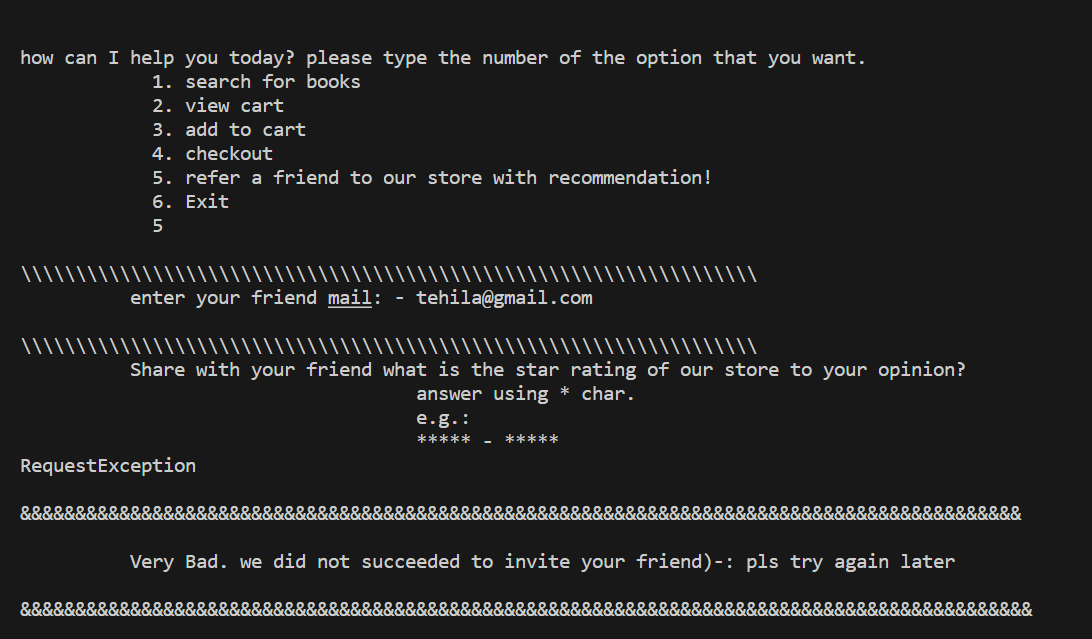 how can I help you today? please type the number of the option that you want.
1. search for books
2. view cart
3. add to cart
4. checkout
5. refer a friend to our store with recommendation!
6. Exit
5
\\\\\\\\\\\\\\\\\\\\\\\\\\\\\\\\\\\\\\\\\\\\\\\\\\\\\\\\\\\\\\\\\\\
enter your friend mail: - tehila@gmail.com
\\\\\\\\\\\\\\\\\\\\\\\\\\\\\\\\\\\\\\\\\\\\\\\\\\\\\\\\\\\\\\\\\\\
Share with your friend what is the star rating of our store to your opinion?
answer using * char.
e.g.:
***** - *****
RequestException
&&&&&&&&&&&&&&&&&&&&&&&&&&&&&&&&&&&&&&&&&&&&&&&&&&&&&&&&&&&&&&&&&&&&&&&&&&&&&&&&&&&&&&&&&&&
Very Bad. we did not succeeded to invite your friend)-: pls try again later
&&&&&&&&&&&&&&&&&&&&&&&&&&&&&&&&&&&&&&&&&&&&&&&&&&&&&&&&&&&&&&&&&&&&&&&&&&&&&&&&&&&&&&&&&&&&